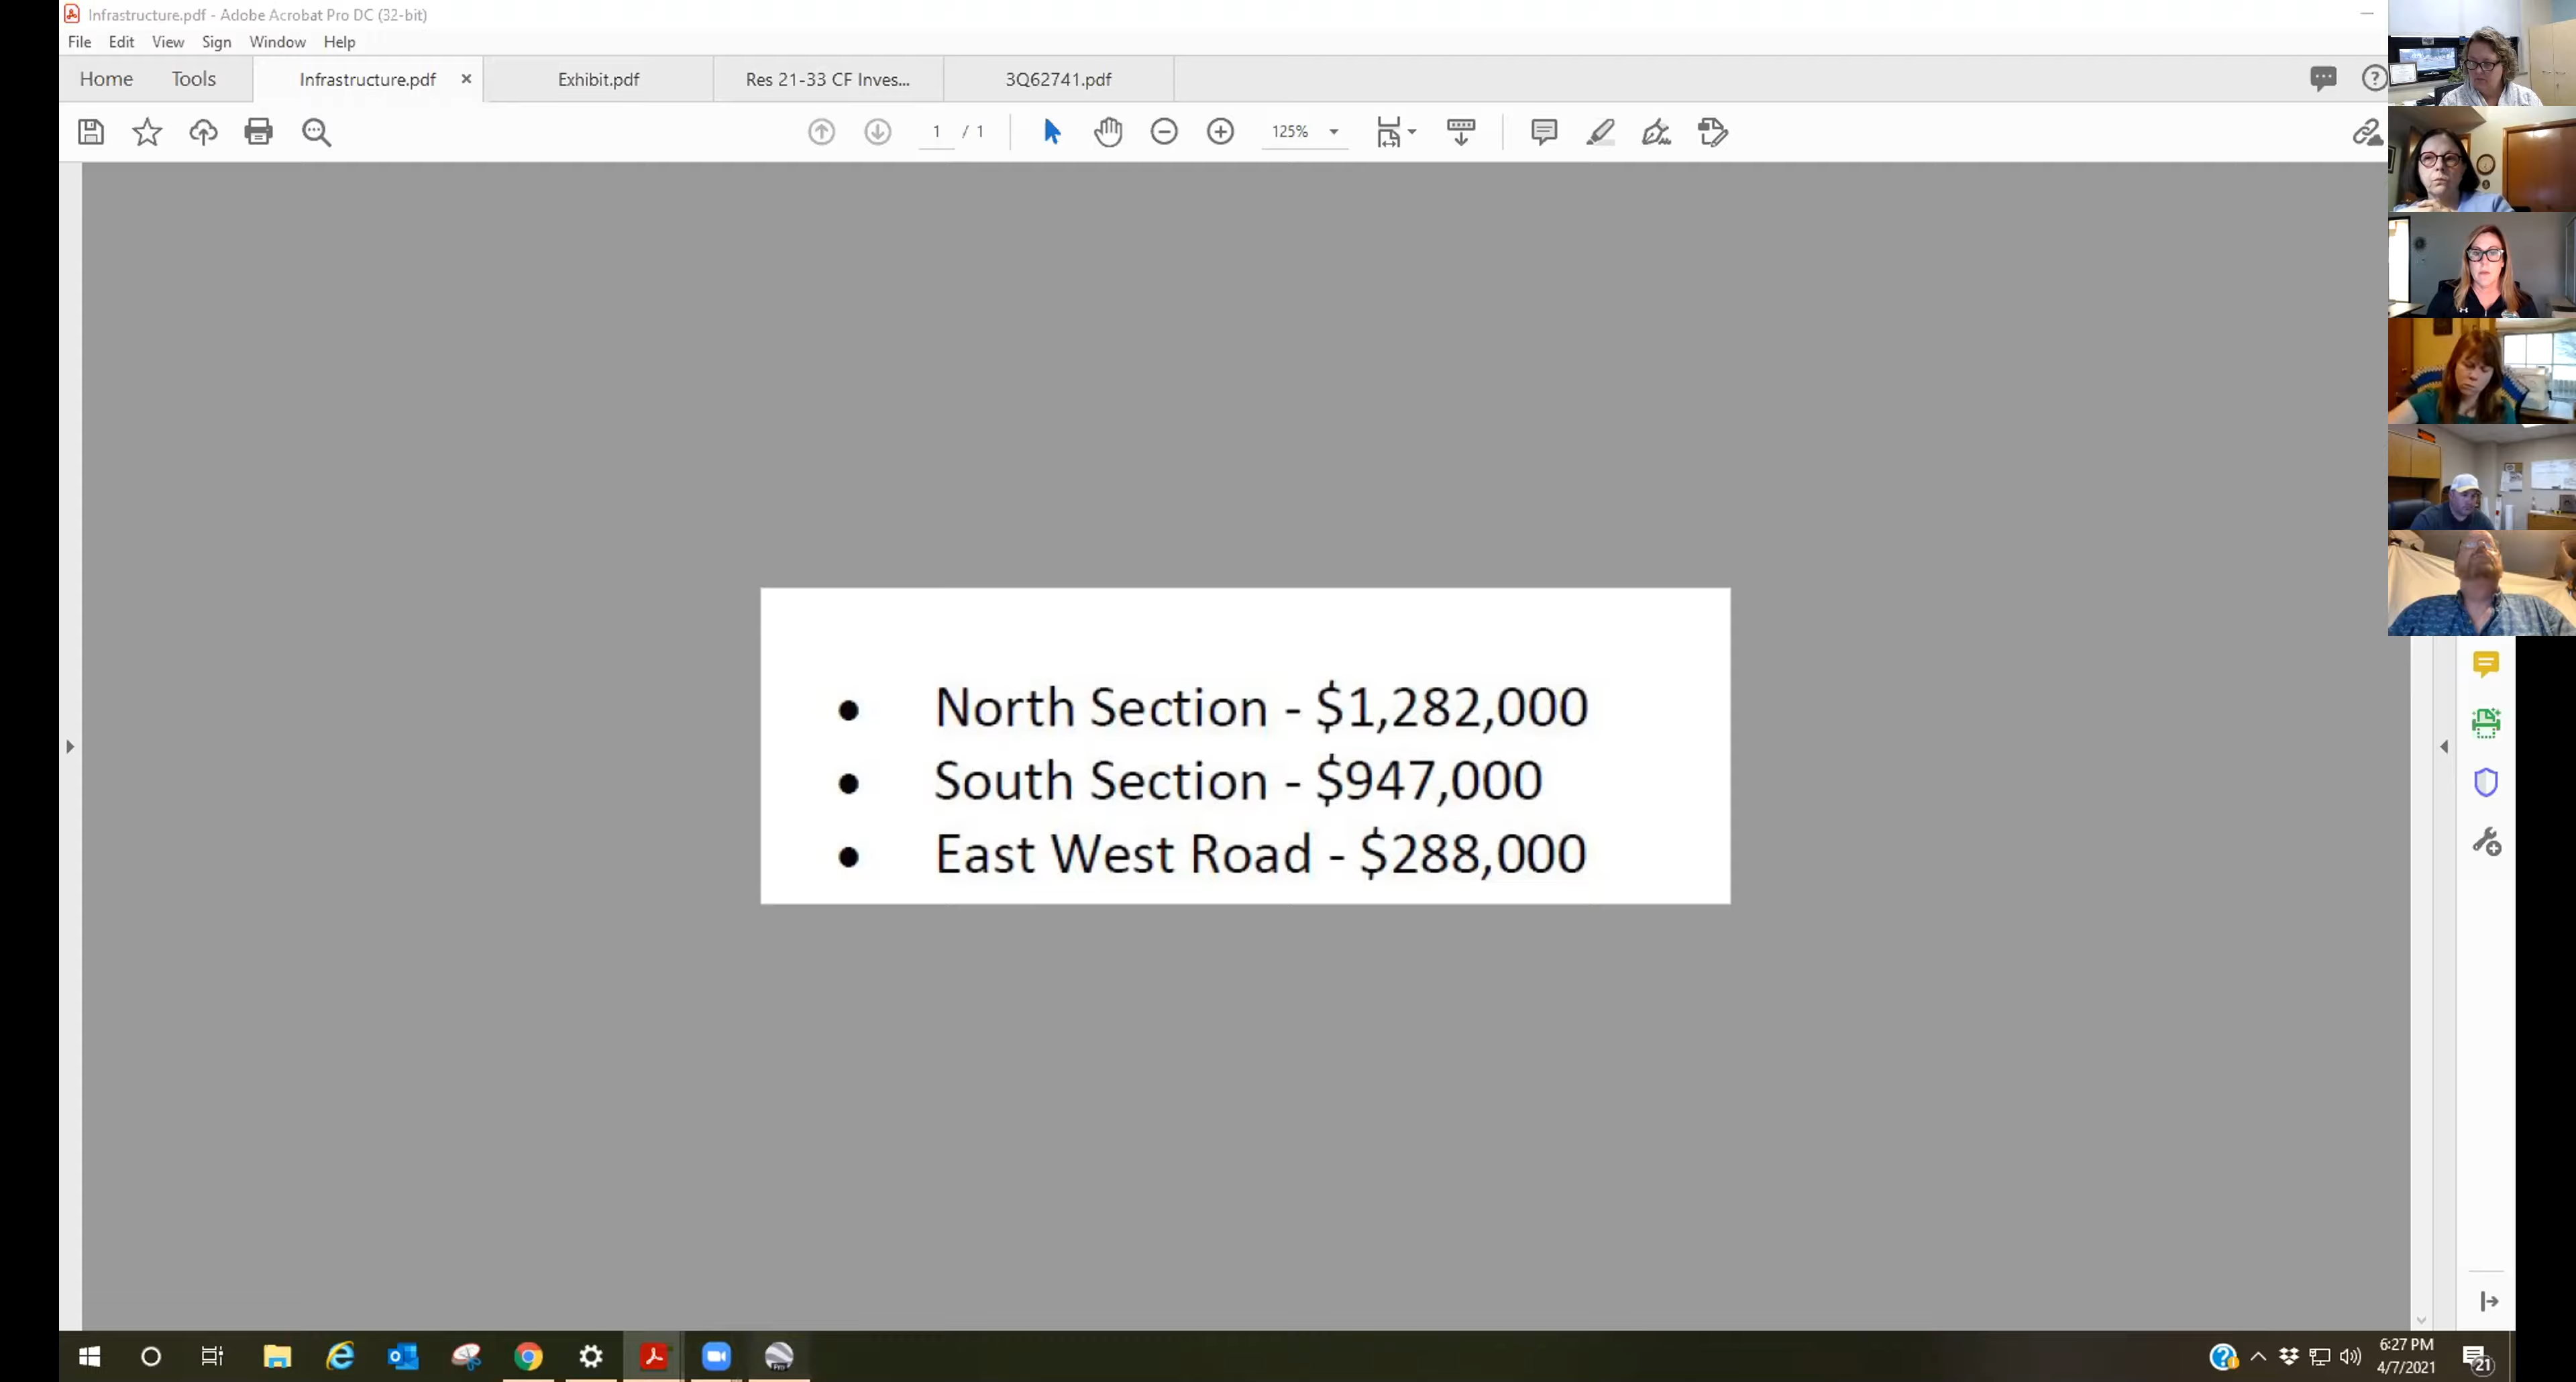 Infrastructure.pdf - Adobe Acrobat Pro DC (32-bit)
File Edit View Sign Window Help
Home Tools Infrastructure.pdf Exhibit.pdf Res 21-33 CF Inves... 3Q62741.pdf
1 / 1 125%
• North Section - $1,282,000
• South Section - $947,000
• East West Road - $288,000
6:27 PM
4/7/2021
21